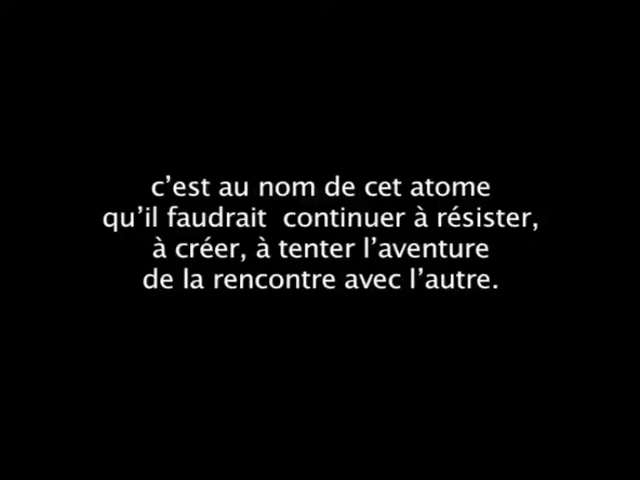 c’est au nom de cet atome
qu’il faudrait  continuer à résister,
à créer, à tenter l’aventure
de la rencontre avec l’autre.